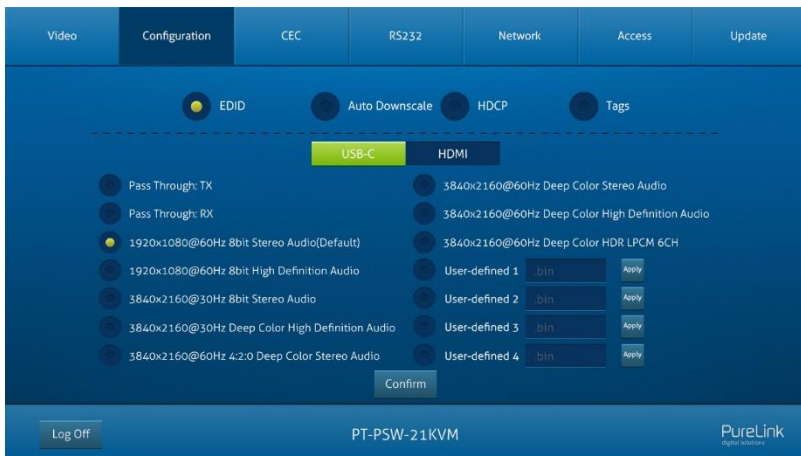 Video Configuration CEC RS232 Network Access Update
EDID Auto Downscale HDCP Tags
USB-C HDMI
Pass Through: TX
Pass Through: RX
1920x1080@60Hz 8bit Stereo Audio(Default)
1920x1080@60Hz 8bit High Definition Audio
3840x2160@30Hz 8bit Stereo Audio
3840x2160@30Hz Deep Color High Definition Audio
3840x2160@60Hz 4:2:0 Deep Color Stereo Audio
3840x2160@60Hz Deep Color Stereo Audio
3840x2160@60Hz Deep Color High Definition Audio
3840x2160@60Hz Deep Color HDR LPCM 6CH
User-defined 1 .bin Apply
User-defined 2 .bin Apply
User-defined 3 .bin Apply
User-defined 4 .bin Apply
Confirm
Log Off PT-PSW-21KVM PureLink
digital solutions